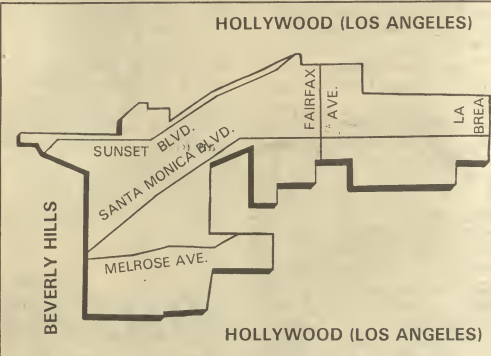 HOLLYWOOD (LOS ANGELES)
FAIRFAX
AVE.
LA
BREA
SUNSET BLVD.
SANTA MONICA BLVD.
MELROSE AVE.
BEVERLY HILLS
HOLLYWOOD (LOS ANGELES)